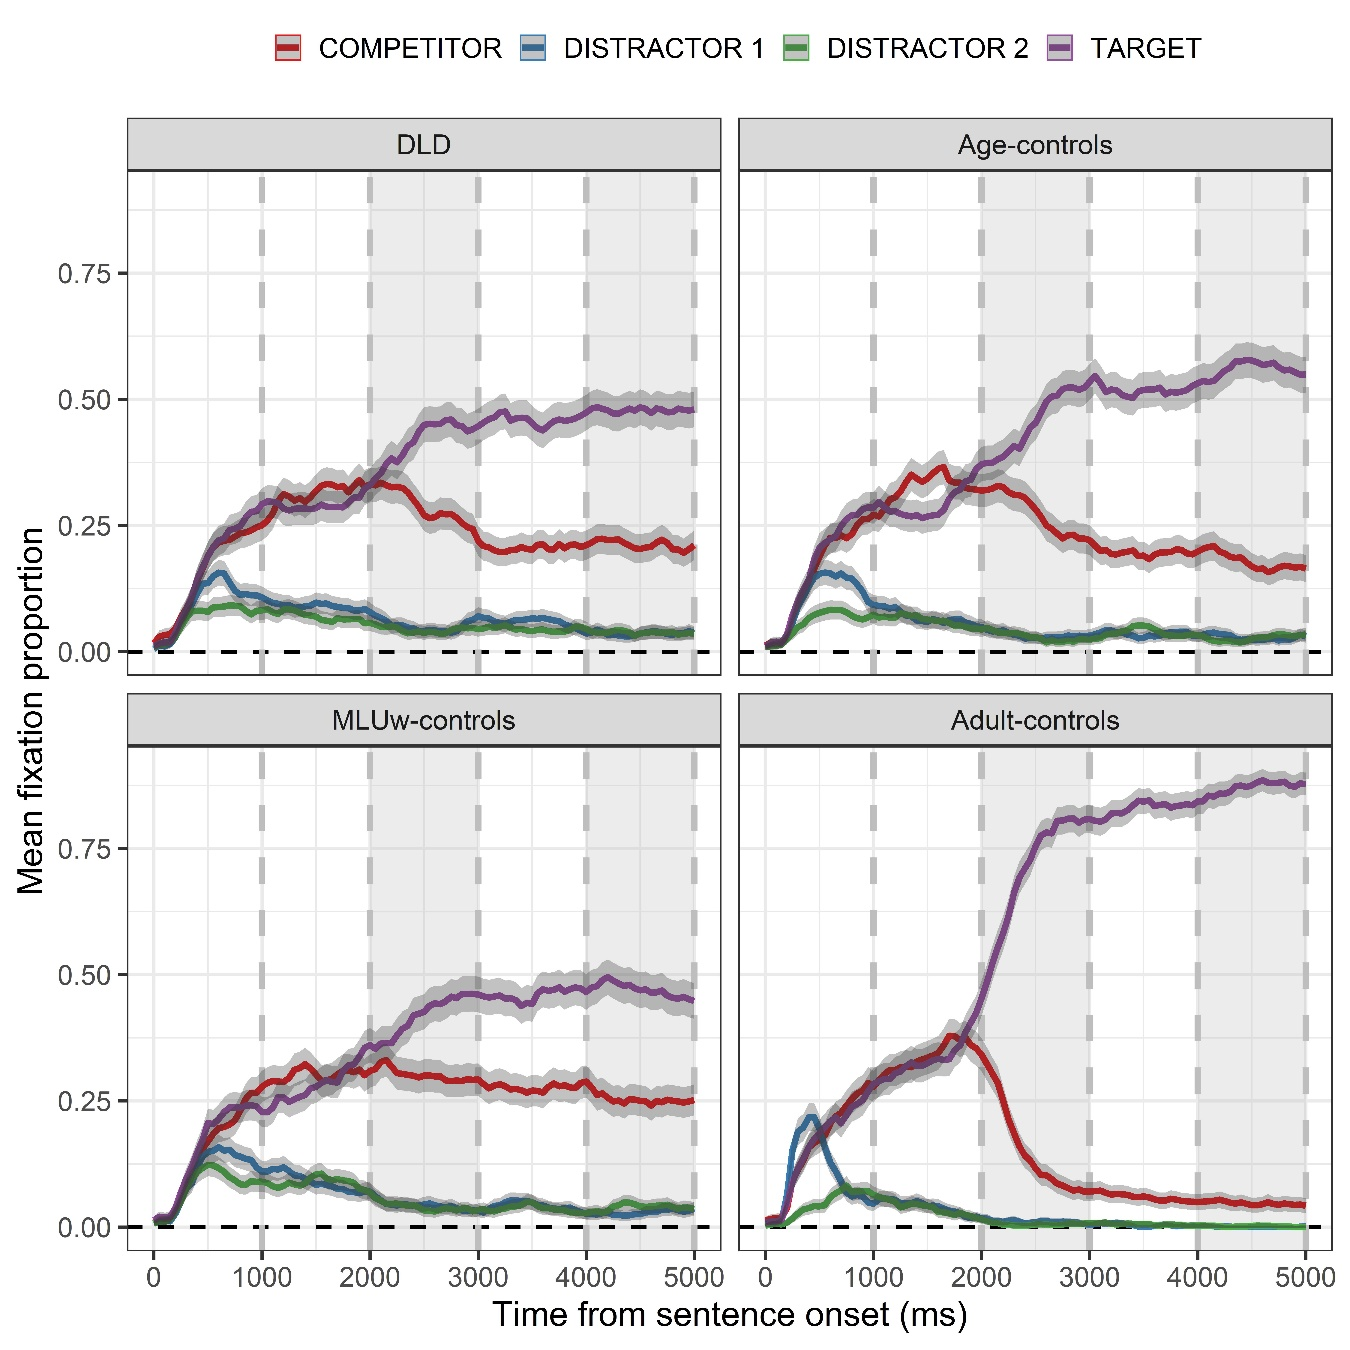 COMPETITOR DISTRACTOR 1 DISTRACTOR 2 TARGET
DLD Age-controls
0.75
0.50
0.25
0.00
MLUw-controls Adult-controls
0.75
0.50
0.25
0.00
0 1000 2000 3000 4000 5000 0 1000 2000 3000 4000 5000
Time from sentence onset (ms)
Mean fixation proportion